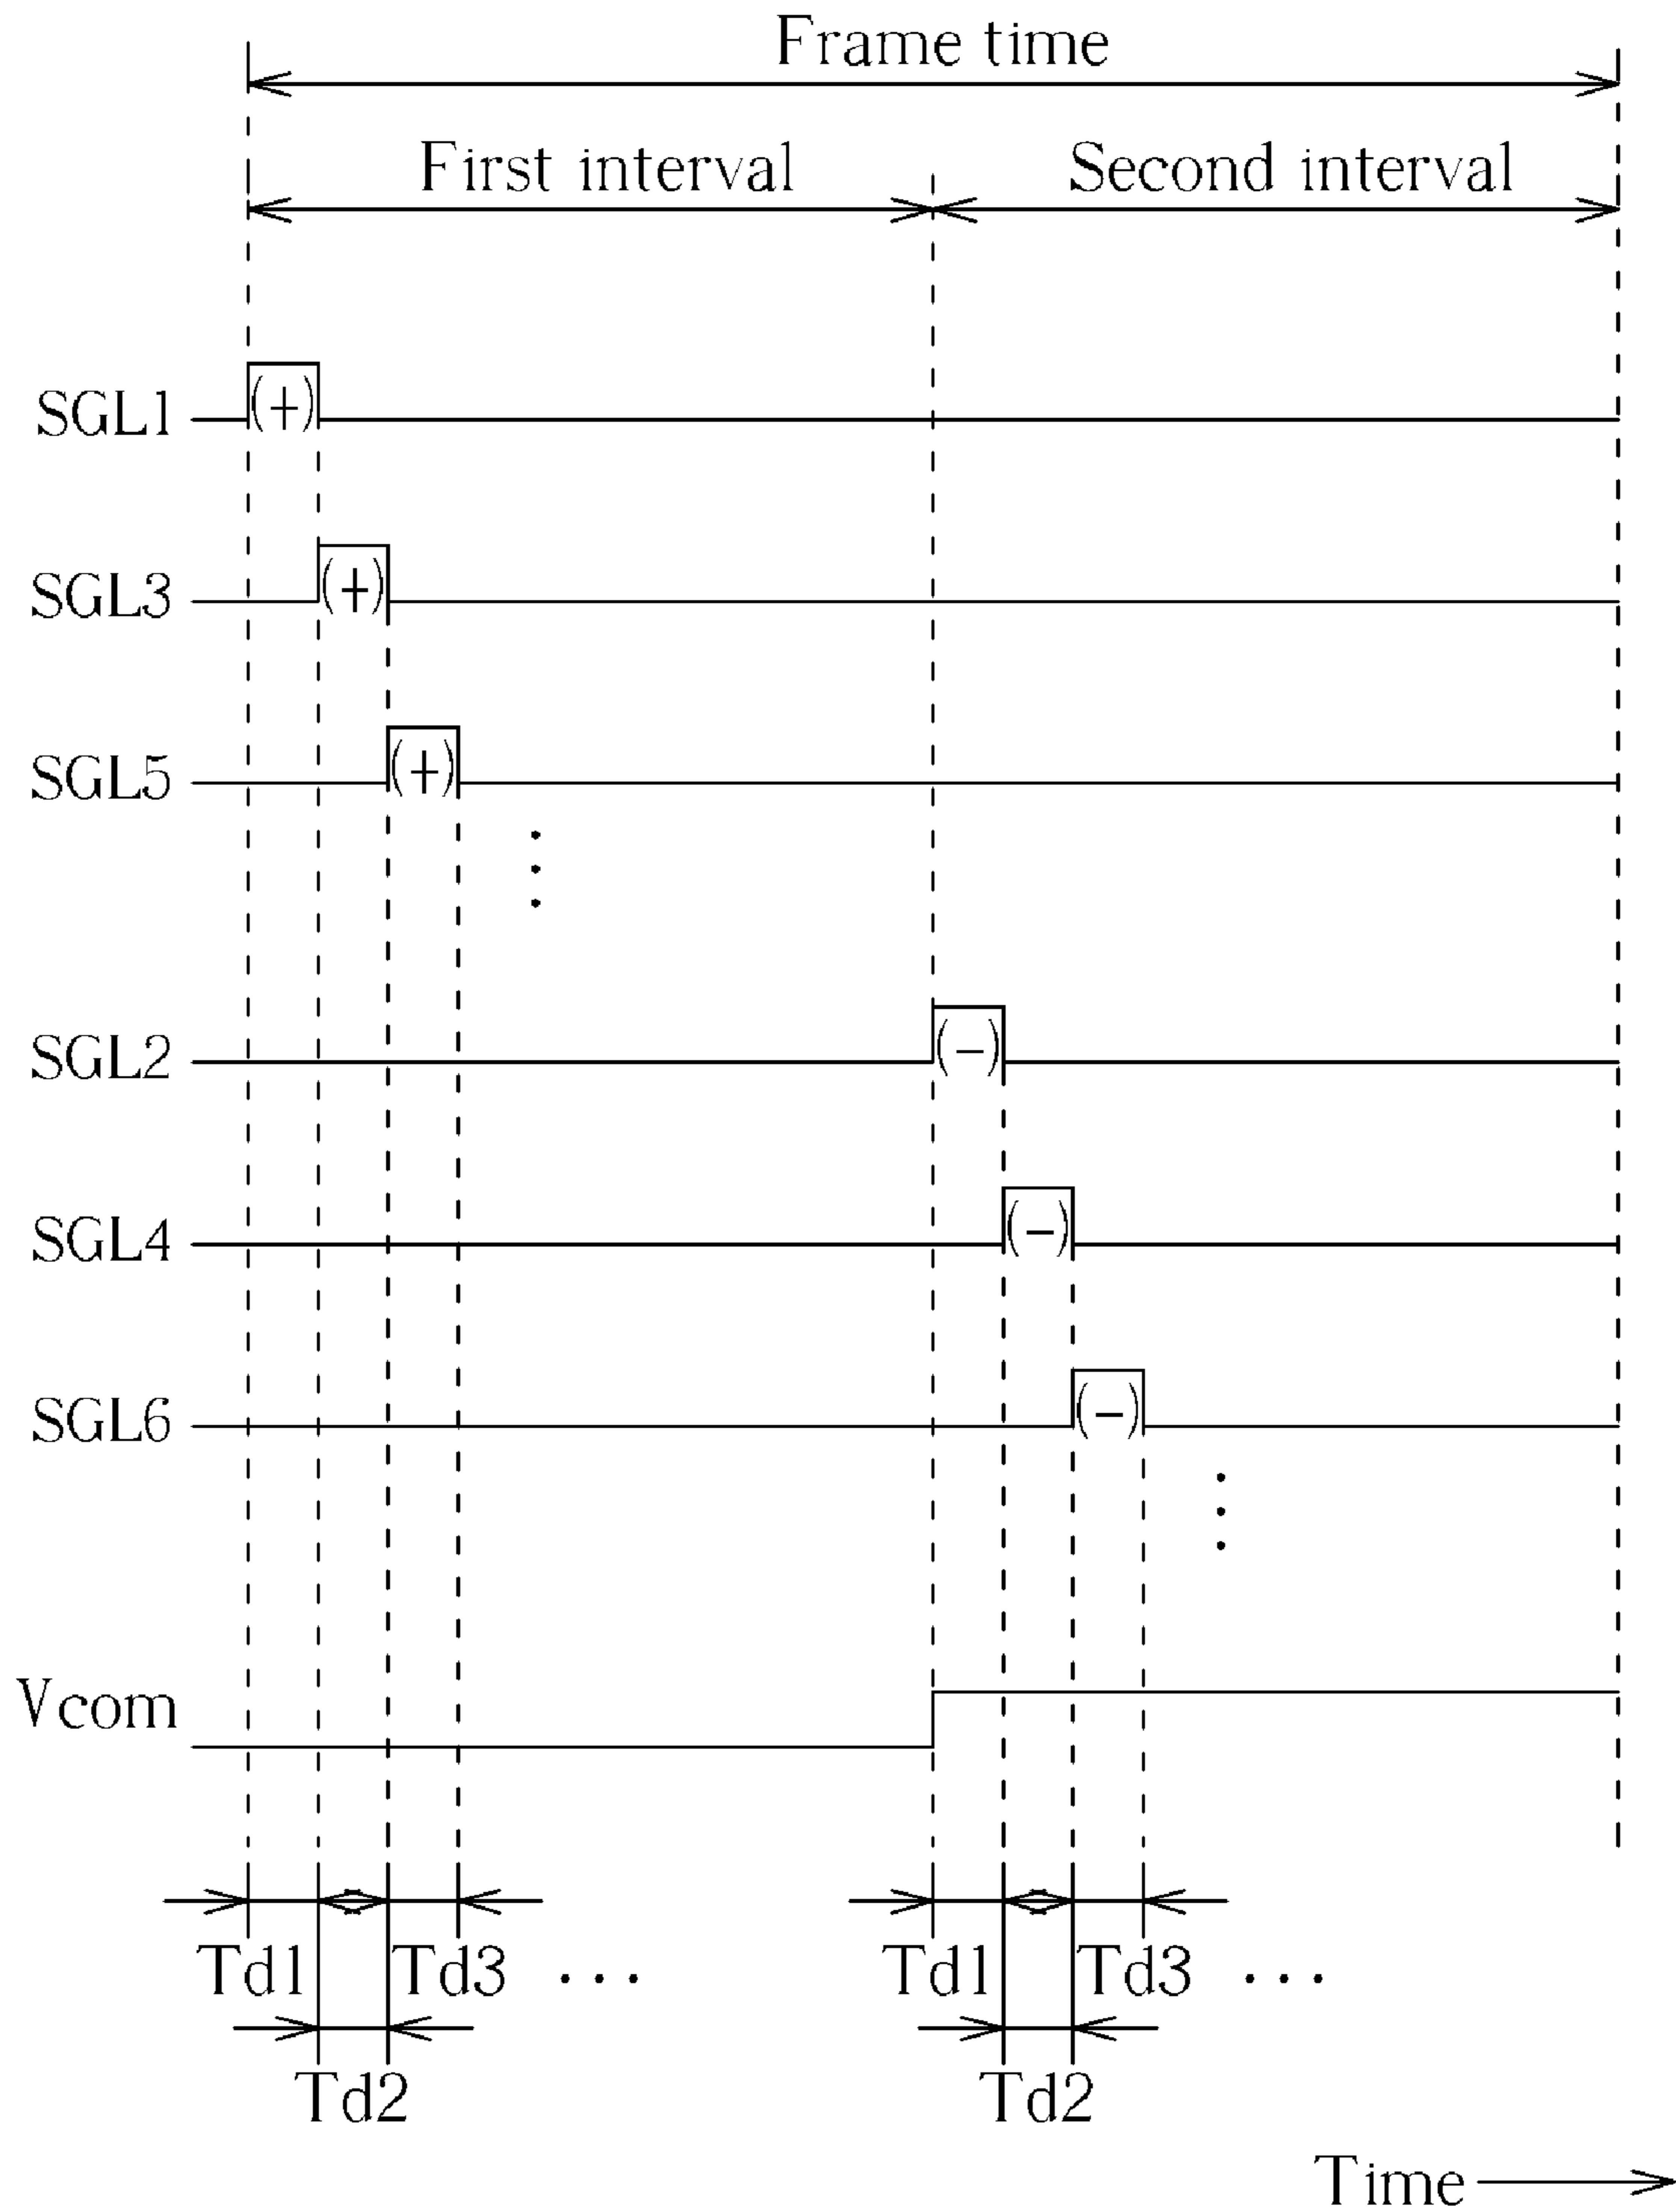 Frame time
First interval Second interval
SGL1 (+)
SGL3 (+)
SGL5 (+)
SGL2 (-)
SGL4 (-)
SGL6 (-)
Vcom
Td1 Td3 ... Td1 Td3 ...
Td2 Td2
Time